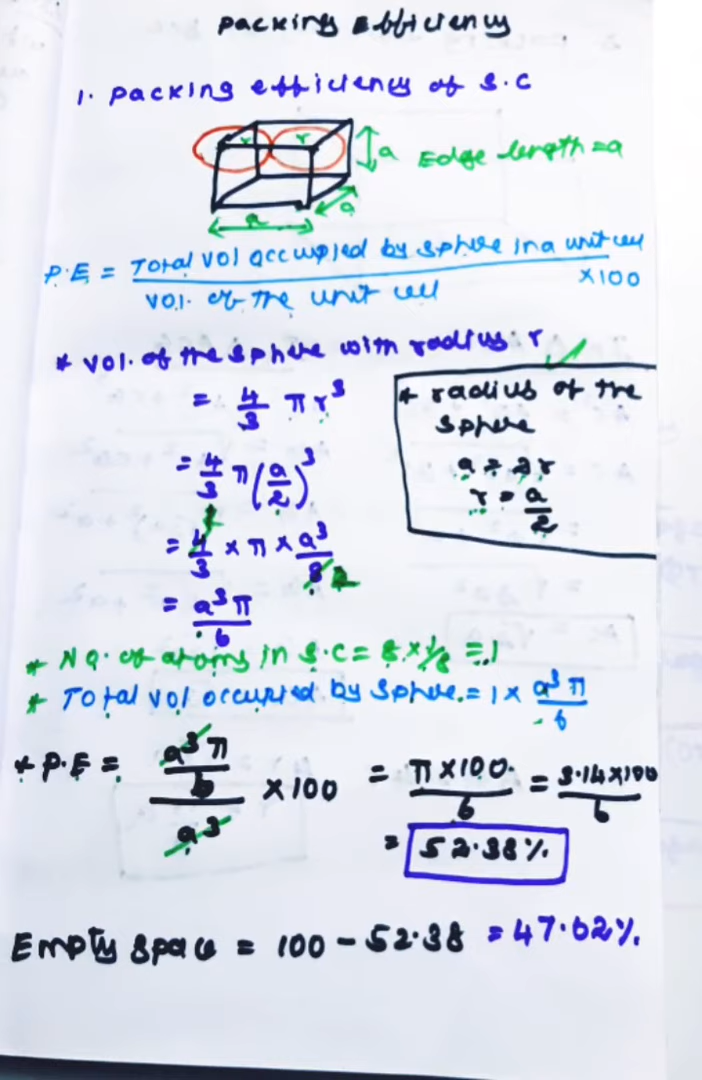 Packing Efficiency
1. Packing efficiency of S.C
r r a Edge length = a
a
a
P.E = Total vol occupied by sphere in a unit cell
vol. of the unit cell ×100
* vol. of the sphere with radius 'r'
= 4/3 π r³
* radius of the
sphere
= 4/3 π (a/2)³
a = 2r
r = a/2
= 4/3 × π × a³/8 2
= a³π/6
* No. of atoms in S.C = 8 × 1/8 = 1
* Total vol occupied by sphere = 1 × a³π/6
* P.E = a³π/6 / a³ ×100 = π×100/6 = 3.14×100/6
= 52.38%
Empty space = 100 - 52.38 = 47.62%